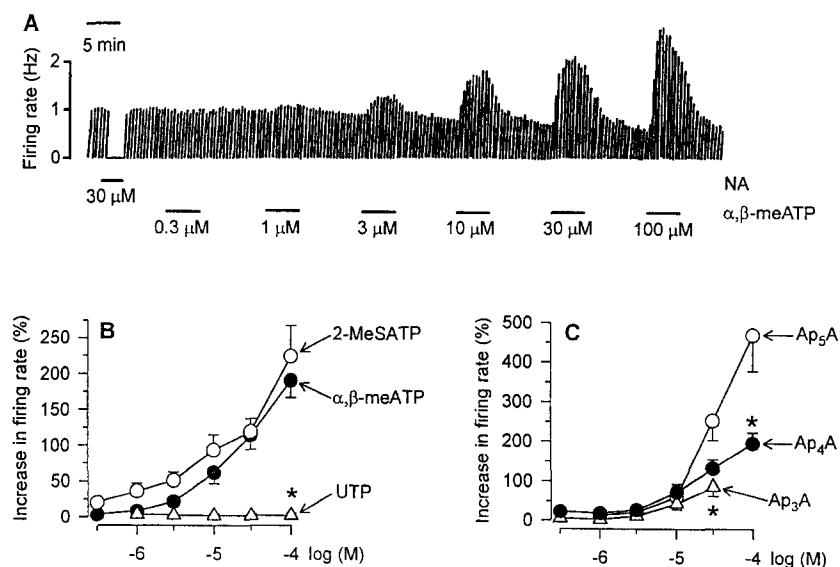 A
5 min
Firing rate (Hz)
2
1
0
30 μM
NA
0.3 μM 1 μM 3 μM 10 μM 30 μM 100 μM
α,β-meATP
B
Increase in firing rate (%)
250
200
150
100
50
0
2-MeSATP
α,β-meATP
*
UTP
-6 -5 -4 log (M)
C
Increase in firing rate (%)
500
400
300
200
100
0
Ap5A
*
Ap4A
Ap3A
*
-6 -5 -4 log (M)